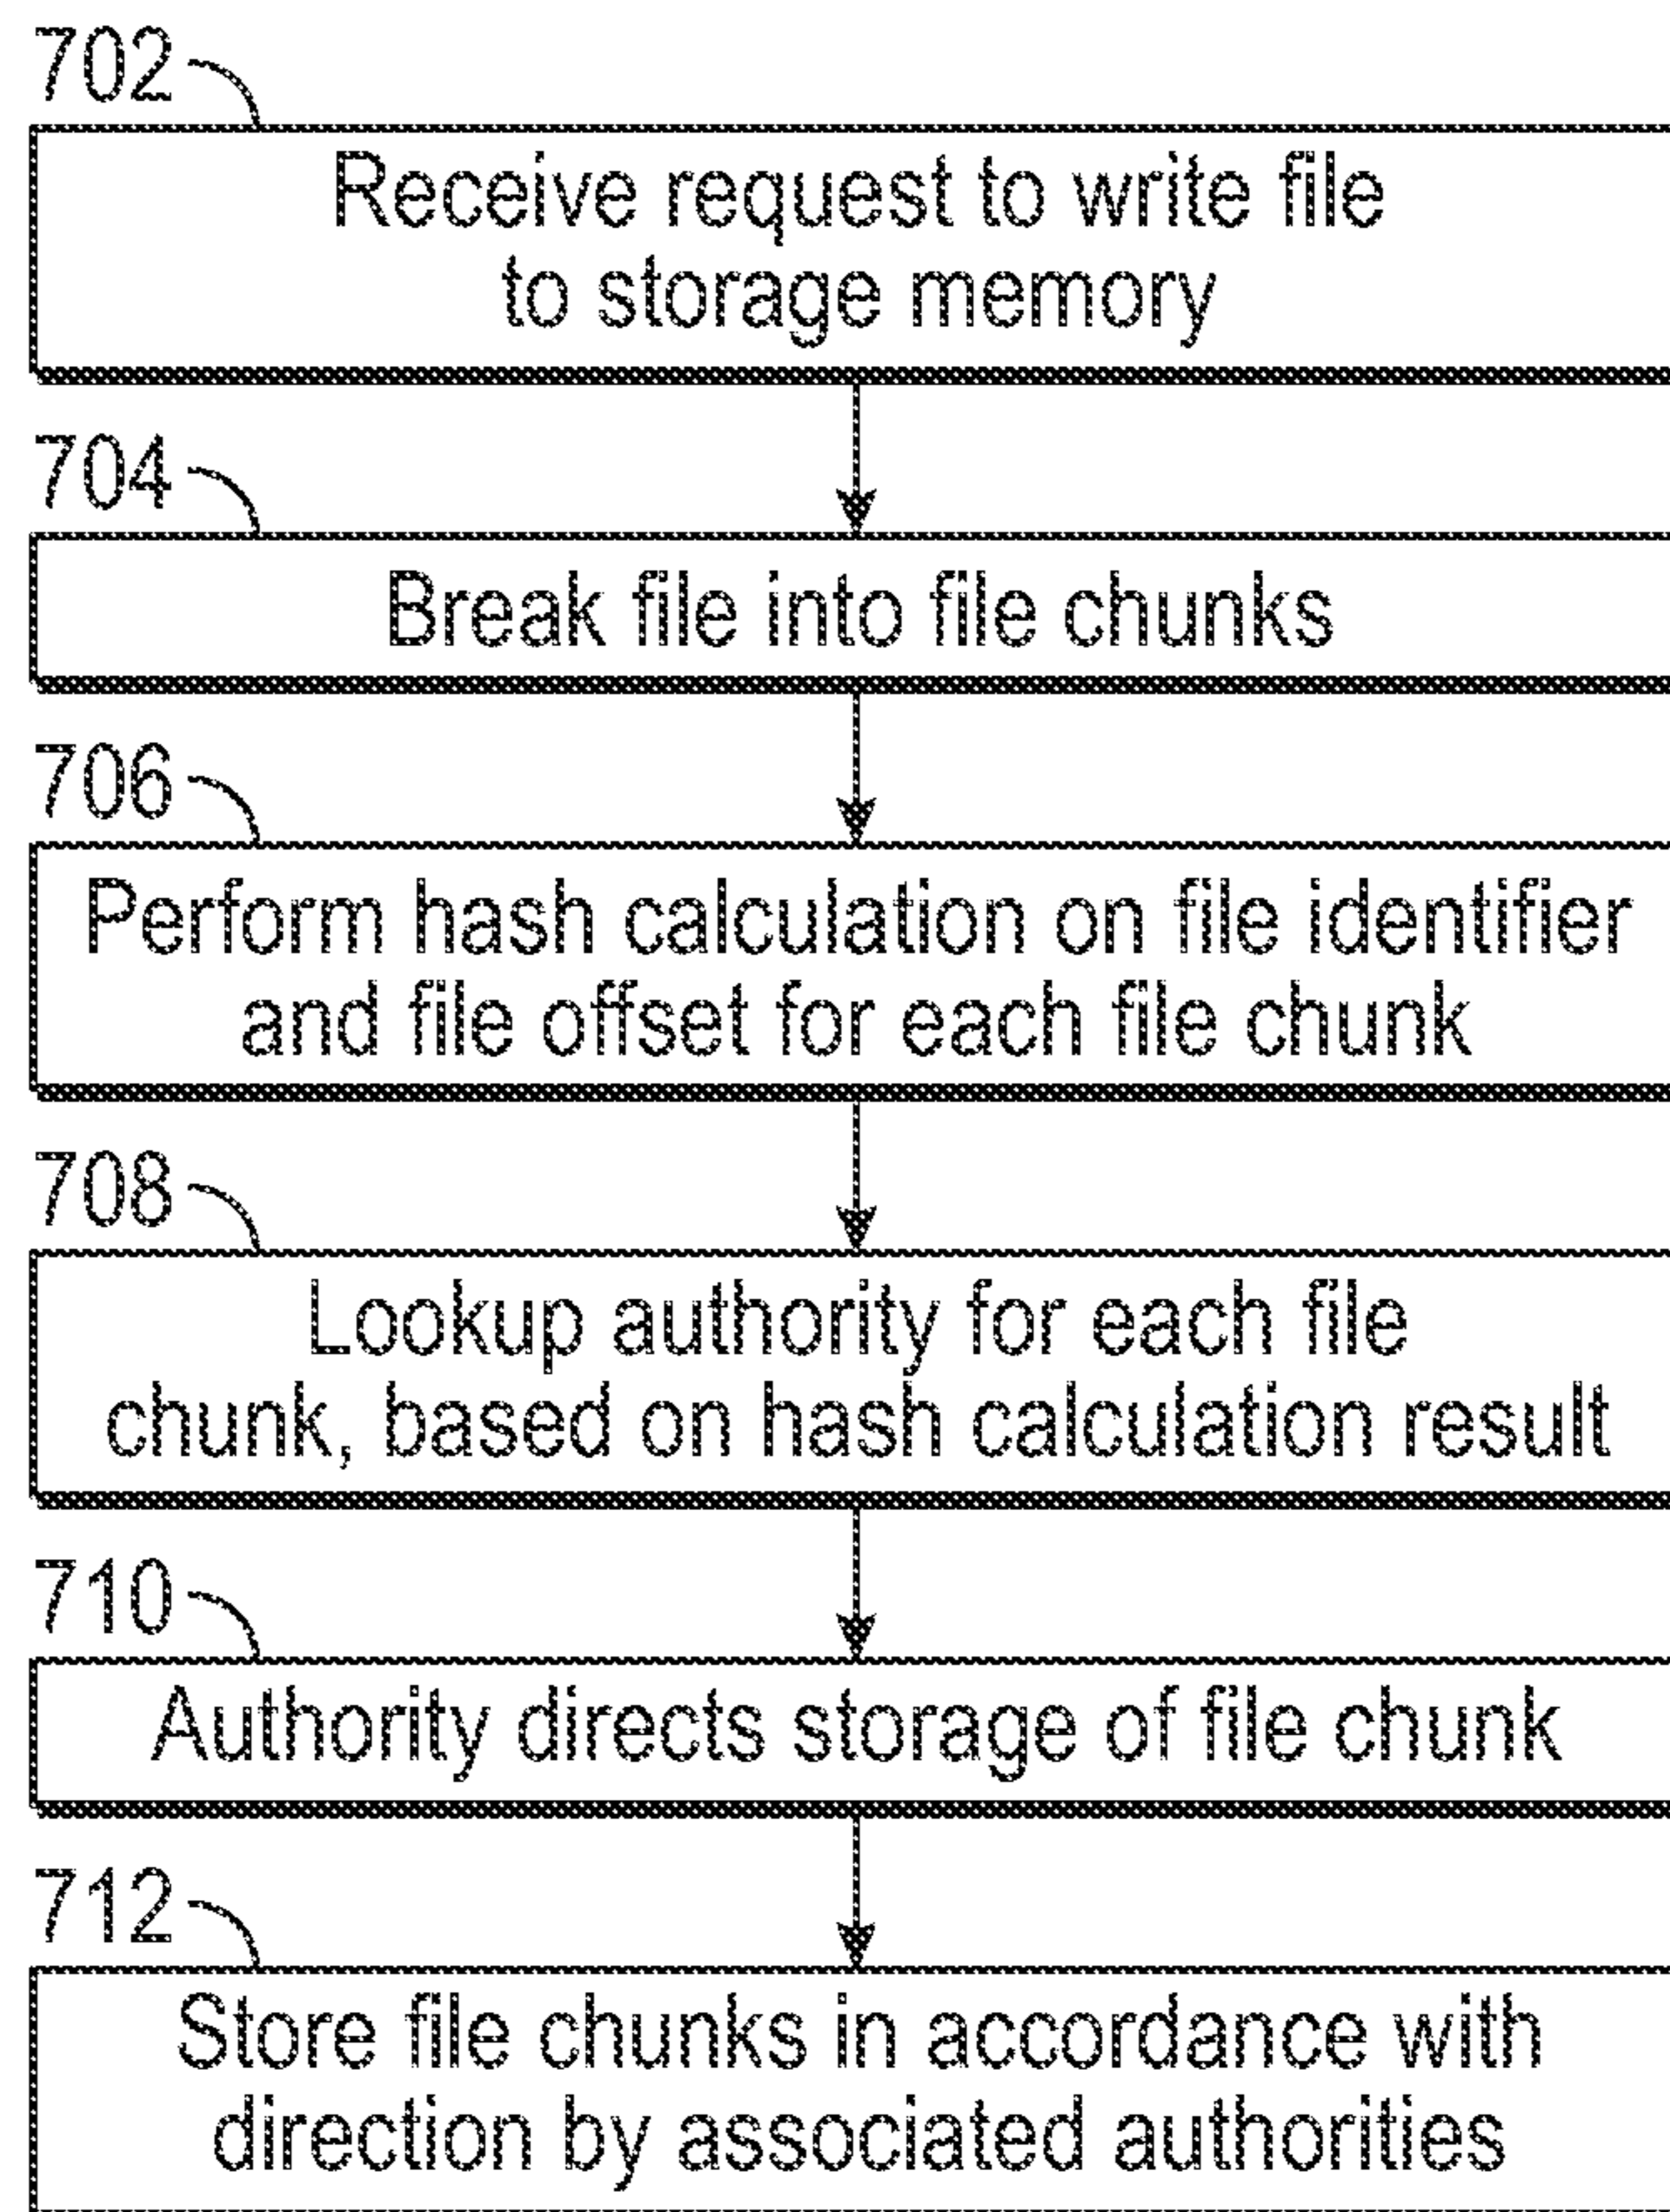 702
Receive request to write file
to storage memory
704
Break file into file chunks
706
Perform hash calculation on file identifier
and file offset for each file chunk
708
Lookup authority for each file
chunk, based on hash calculation result
710
Authority directs storage of file chunk
712
Store file chunks in accordance with
direction by associated authorities